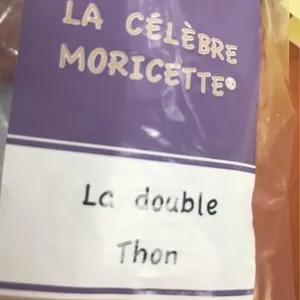 LA CÉLÈBRE
MORICETTE®
La double
Thon